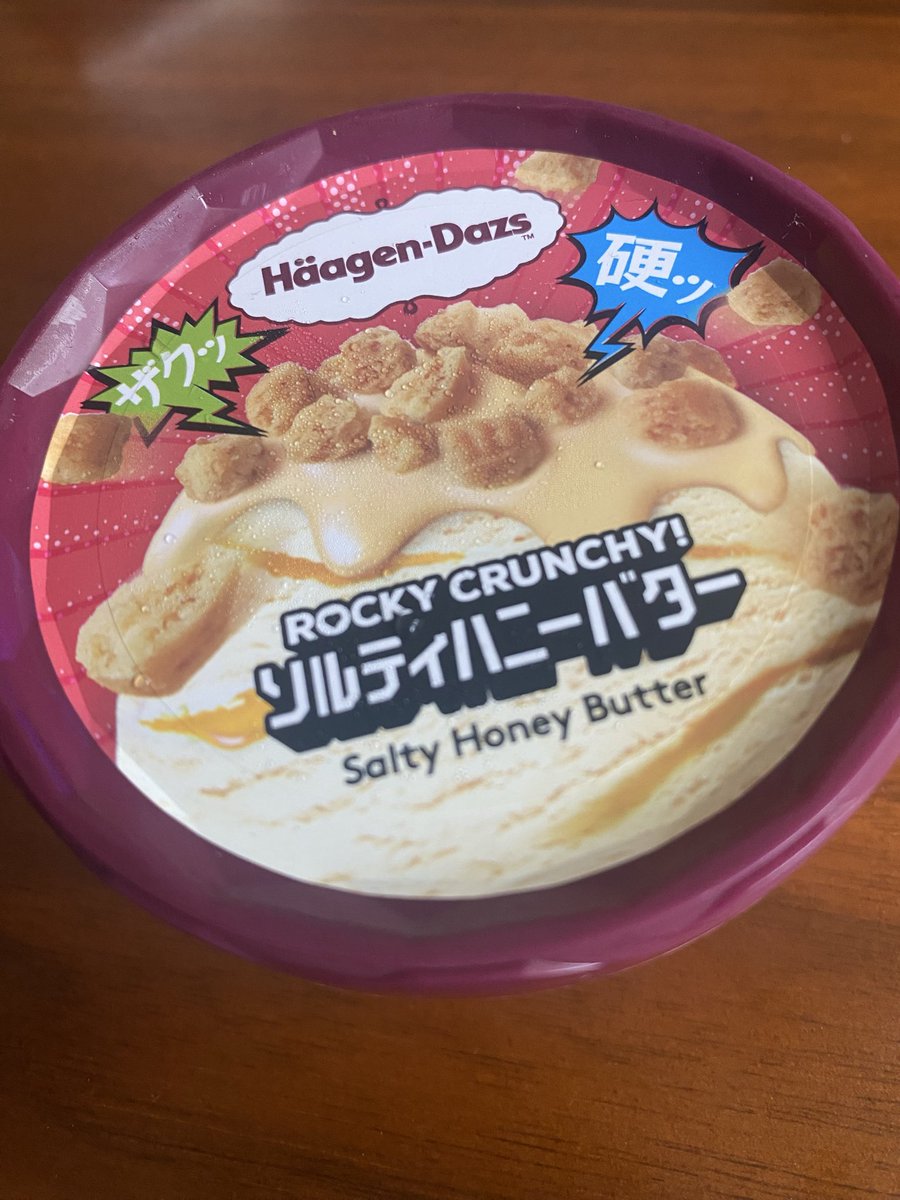 Häagen-Dazs™
硬ッ
ザクッ
ROCKY CRUNCHY!
ソルティハニーバター
Salty Honey Butter